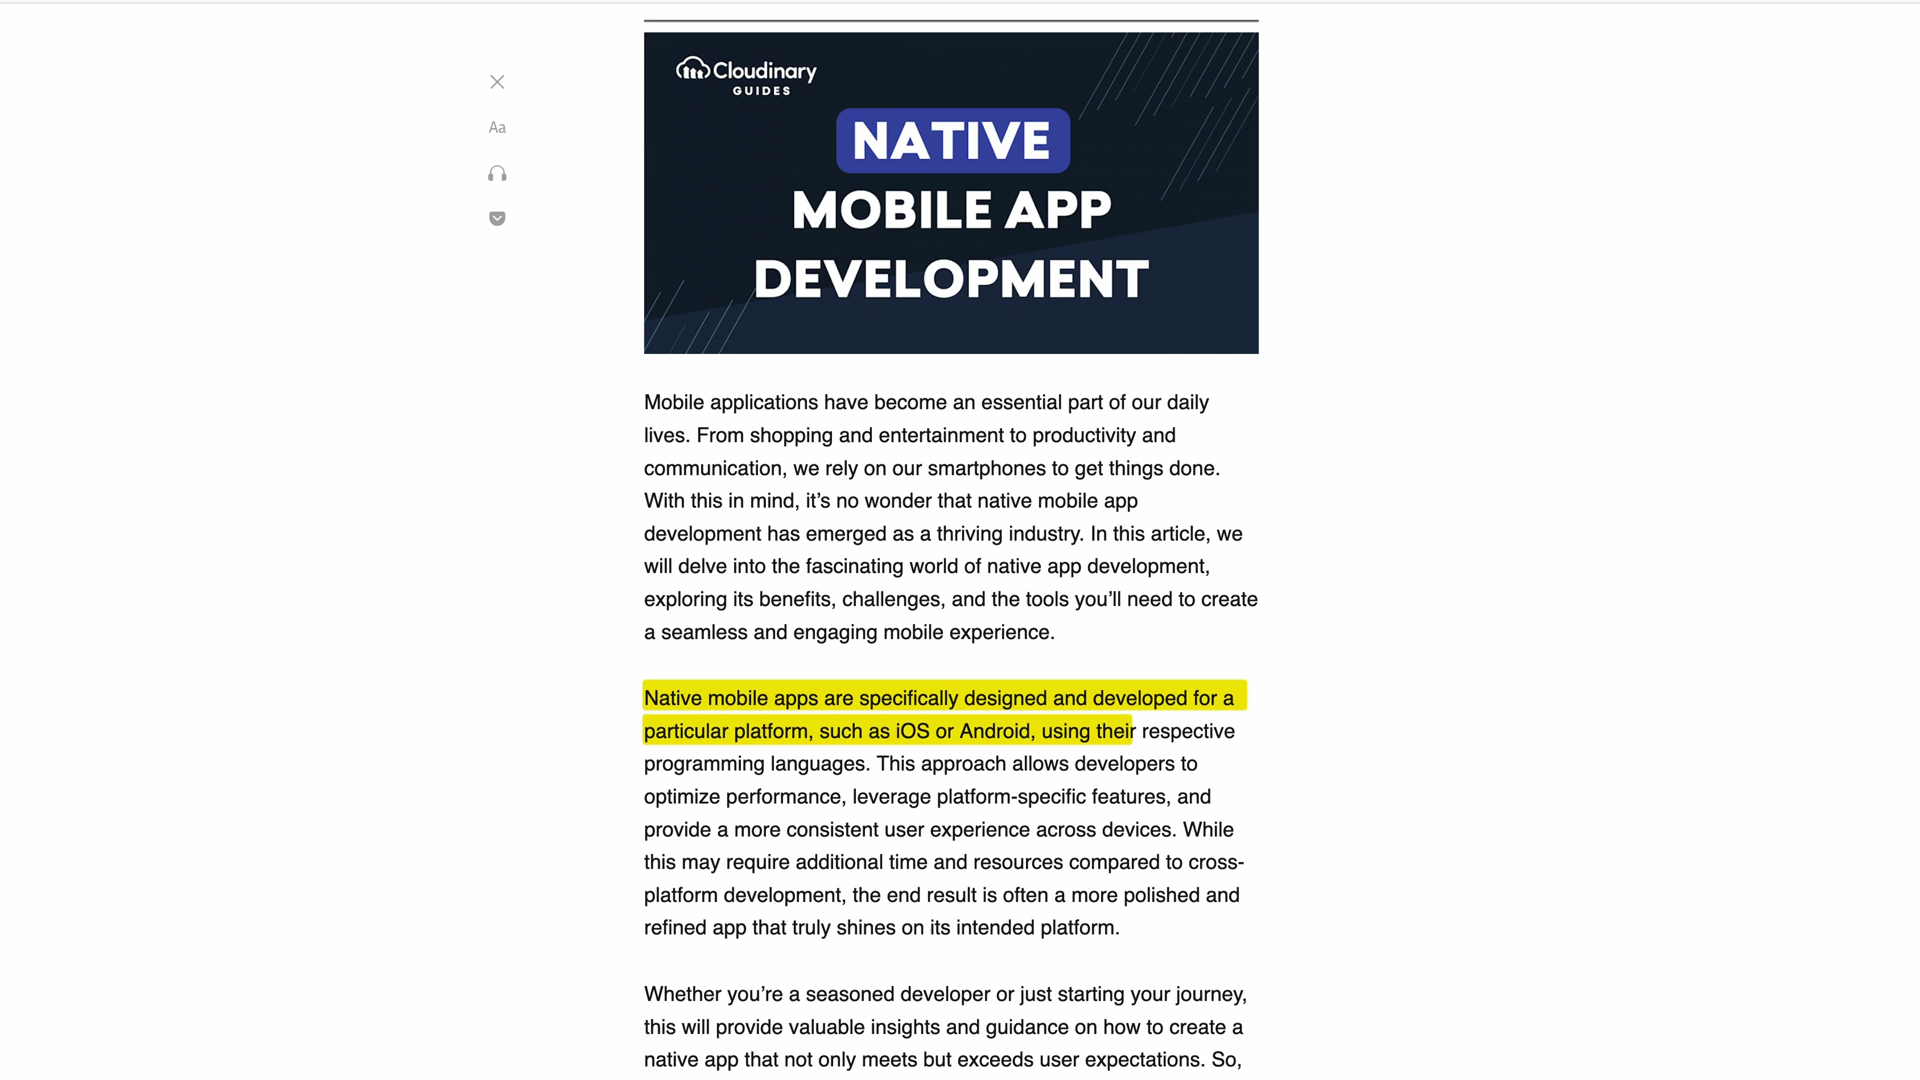 Cloudinary
GUIDES
NATIVE
MOBILE APP
DEVELOPMENT
Aa
Mobile applications have become an essential part of our daily
lives. From shopping and entertainment to productivity and
communication, we rely on our smartphones to get things done.
With this in mind, it’s no wonder that native mobile app
development has emerged as a thriving industry. In this article, we
will delve into the fascinating world of native app development,
exploring its benefits, challenges, and the tools you’ll need to create
a seamless and engaging mobile experience.
Native mobile apps are specifically designed and developed for a
particular platform, such as iOS or Android, using their respective
programming languages. This approach allows developers to
optimize performance, leverage platform-specific features, and
provide a more consistent user experience across devices. While
this may require additional time and resources compared to cross-
platform development, the end result is often a more polished and
refined app that truly shines on its intended platform.
Whether you’re a seasoned developer or just starting your journey,
this will provide valuable insights and guidance on how to create a
native app that not only meets but exceeds user expectations. So,